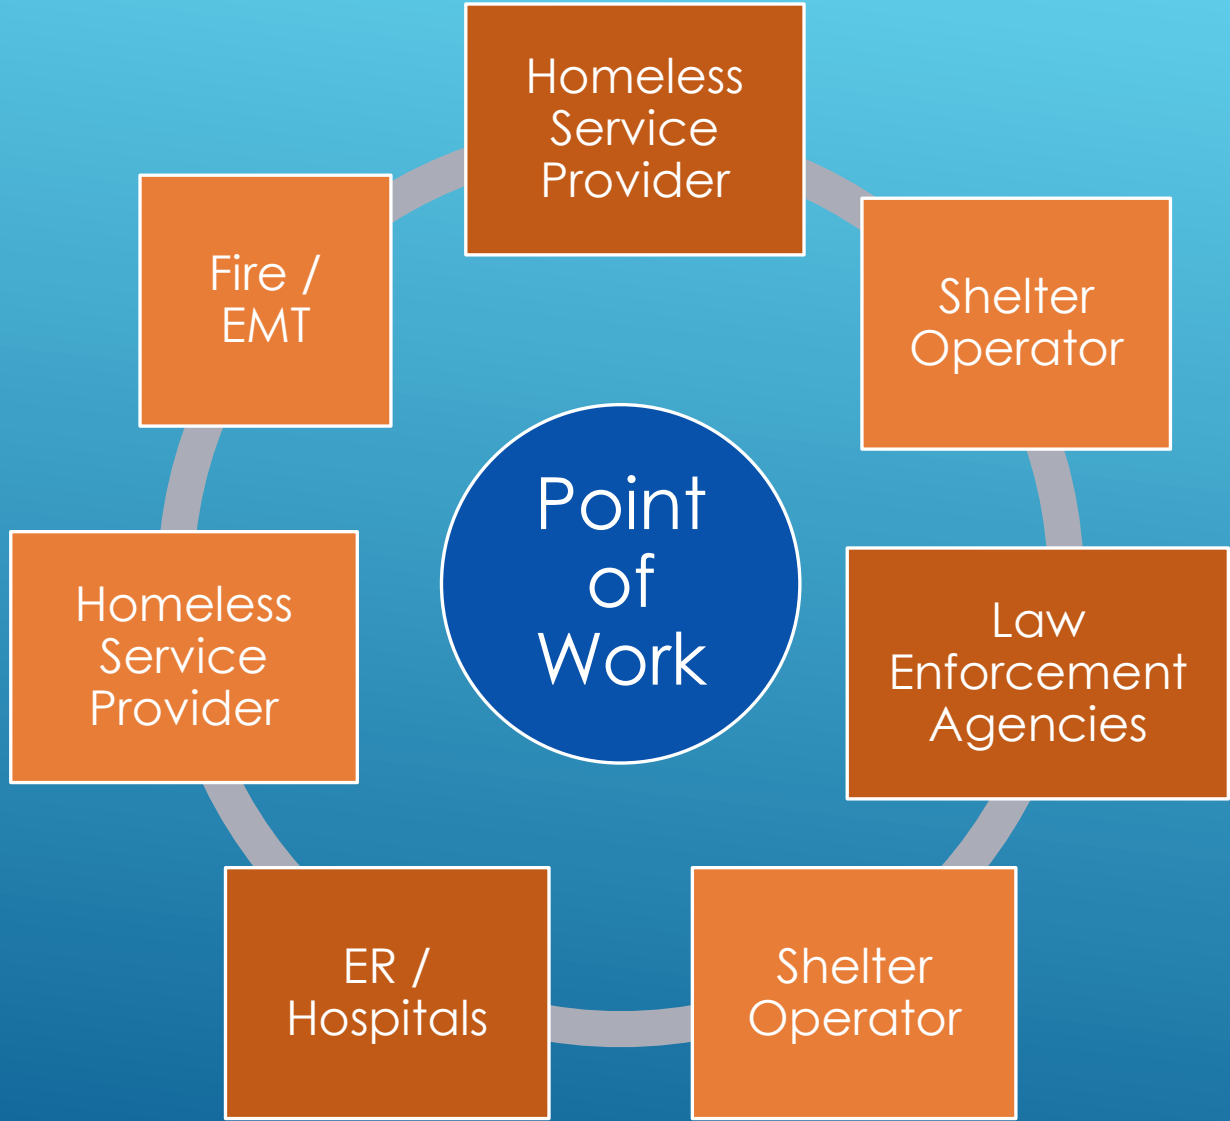 Homeless
Service
Provider
Shelter
Operator
Law
Enforcement
Agencies
Shelter
Operator
ER /
Hospitals
Homeless
Service
Provider
Fire /
EMT
Point
of
Work